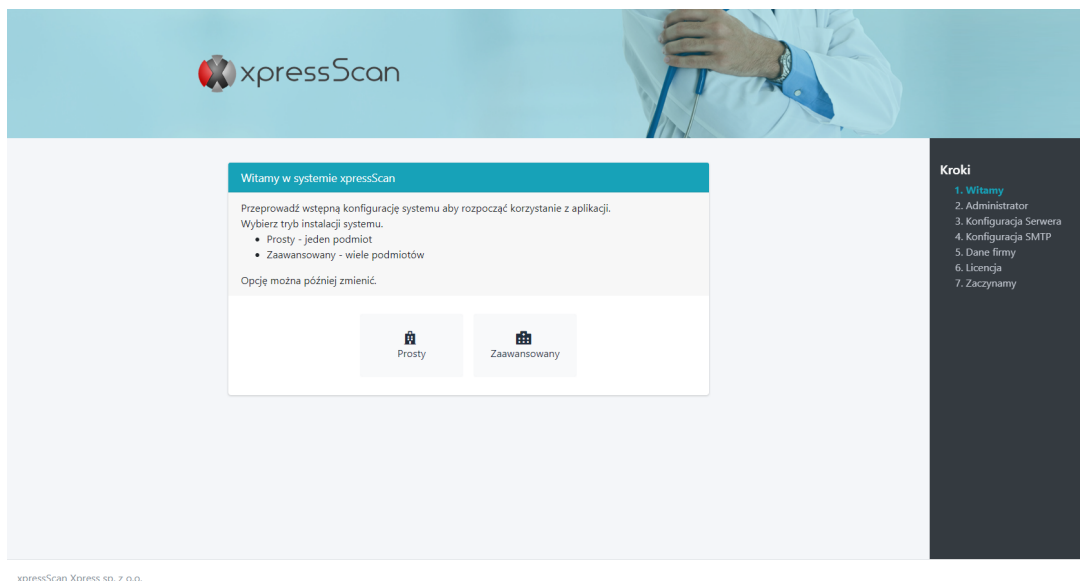 xpressScan
Witamy w systemie xpressScan
Przeprowadź wstępną konfigurację systemu aby rozpocząć korzystanie z aplikacji.
Wybierz tryb instalacji systemu.
Prosty - jeden podmiot
Zaawansowany - wiele podmiotów
Opcję można później zmienić.
Prosty
Zaawansowany
Kroki
1. Witamy
2. Administrator
3. Konfiguracja Serwera
4. Konfiguracja SMTP
5. Dane firmy
6. Licencja
7. Zaczynamy
xpressScan Xpress sp. z o.o.